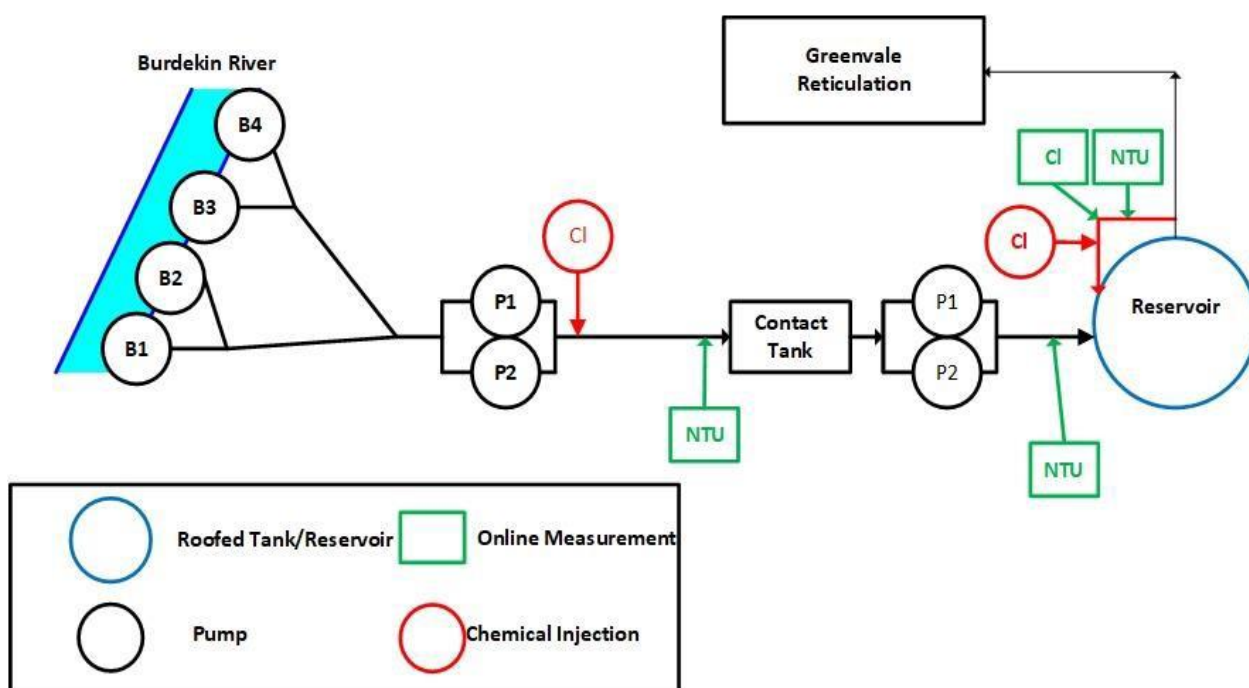 Burdekin River
B4
B3
B2
B1
P1
P2
Cl
NTU
Contact
Tank
P1
P2
NTU
Cl
Cl
NTU
Greenvale
Reticulation
Reservoir
Roofed Tank/Reservoir
Online Measurement
Pump
Chemical Injection